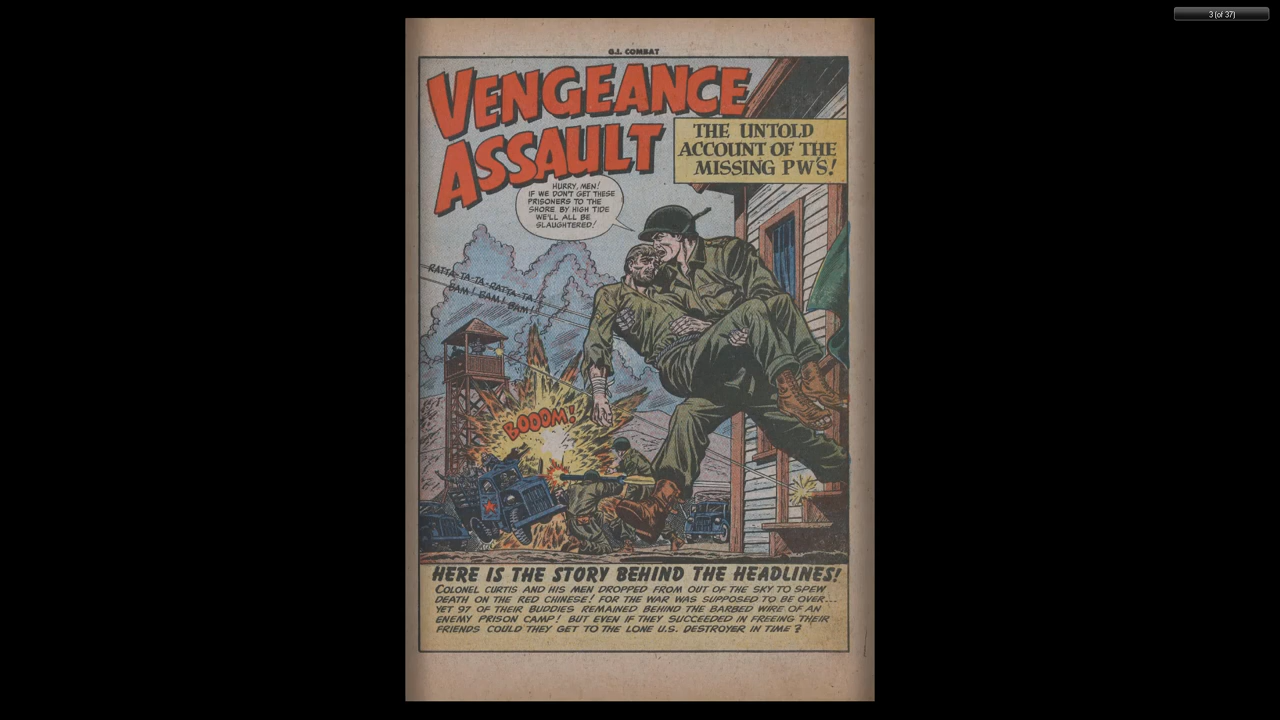 3 (of 37)
G.I. COMBAT
VENGEANCE
ASSAULT
THE UNTOLD
ACCOUNT OF THE
MISSING PW'S!
HURRY, MEN!
IF WE DON'T GET THESE
PRISONERS TO THE
SHORE BY HIGH TIDE
WE'LL ALL BE
SLAUGHTERED!
RATTA-TA-TA-RATTA-TA!
BAM! BAM! BAM!
BOOOM!
HERE IS THE STORY BEHIND THE HEADLINES!
COLONEL CURTIS AND HIS MEN DROPPED FROM OUT OF THE SKY TO SPEW
DEATH ON THE RED CHINESE! FOR THE WAR WAS SUPPOSED TO BE OVER...
YET 97 OF THEIR BUDDIES REMAINED BEHIND THE BARBED WIRE OF AN
ENEMY PRISON CAMP! BUT EVEN IF THEY SUCCEEDED IN FREEING THEIR
FRIENDS COULD THEY GET TO THE LONE U.S. DESTROYER IN TIME?